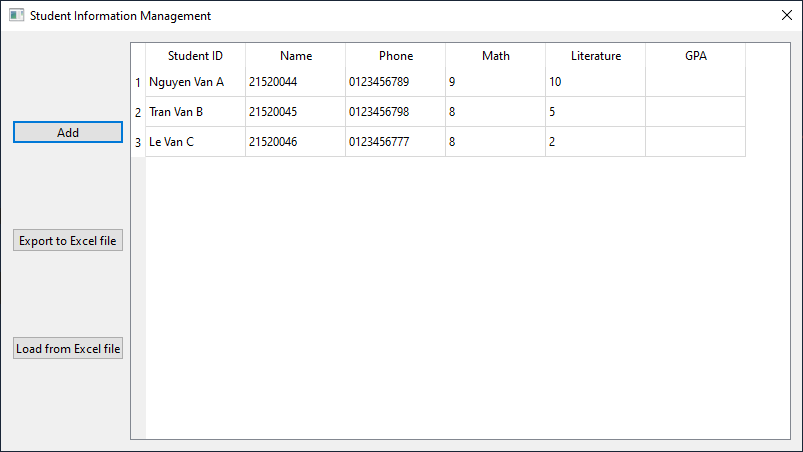 Student Information Management
Student ID Name Phone Math Literature GPA
1 Nguyen Van A 21520044 0123456789 9 10
2 Tran Van B 21520045 0123456798 8 5
3 Le Van C 21520046 0123456777 8 2
Add
Export to Excel file
Load from Excel file